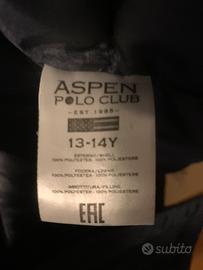 ASPEN
POLO CLUB
EST 1985
13-14Y
ESTERNO/SHELL
100% POLYESTER - 100% POLIESTERE
FODERA/LINING
100% POLYESTER - 100% POLIESTERE
IMBOTTITURA/FILLING
100% POLYESTER - 100% POLIESTERE
EAC
subito